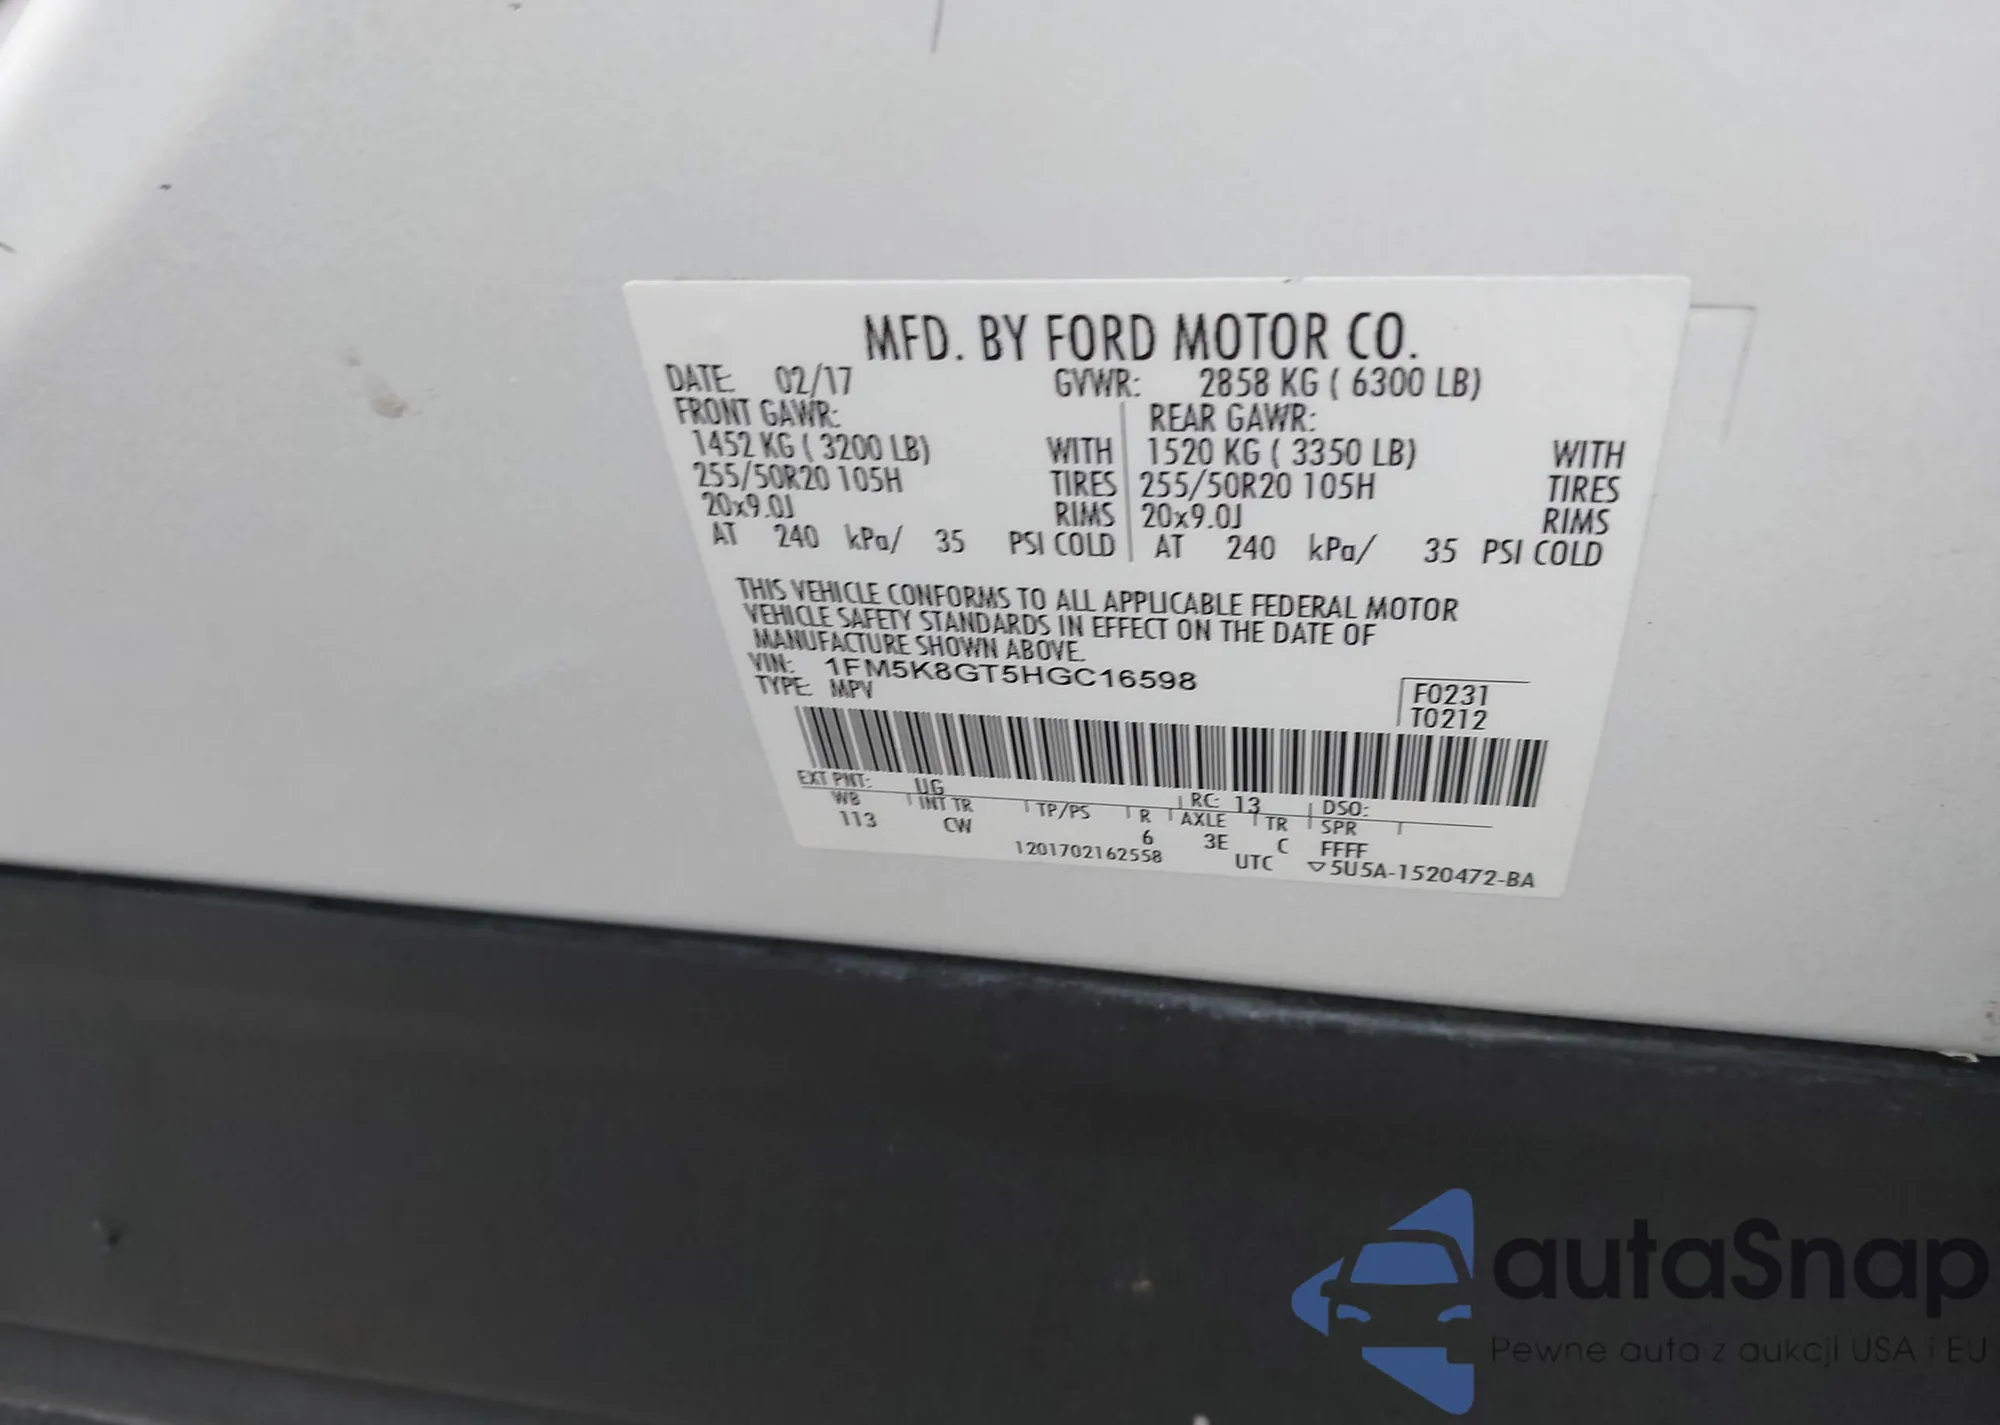 MFD. BY FORD MOTOR CO.
DATE: 02/17 GVWR: 2858 KG ( 6300 LB)
FRONT GAWR: REAR GAWR:
1452 KG ( 3200 LB) WITH 1520 KG ( 3350 LB) WITH
255/50R20 105H TIRES 255/50R20 105H TIRES
20x9.0J RIMS 20x9.0J RIMS
AT 240 kPa/ 35 PSI COLD AT 240 kPa/ 35 PSI COLD
THIS VEHICLE CONFORMS TO ALL APPLICABLE FEDERAL MOTOR
VEHICLE SAFETY STANDARDS IN EFFECT ON THE DATE OF
MANUFACTURE SHOWN ABOVE.
VIN: 1FM5K8GT5HGC16598
TYPE: MPV
F0231
T0212
EXT PNT: UG RC: 13 DSO:
WB INT TR TP/PS R AXLE TR SPR
113 CW 6 3E C FFFF
1201702162558 UTC ▽5U5A-1520472-BA
autaSnap
Pewne auta z aukcji USA i EU